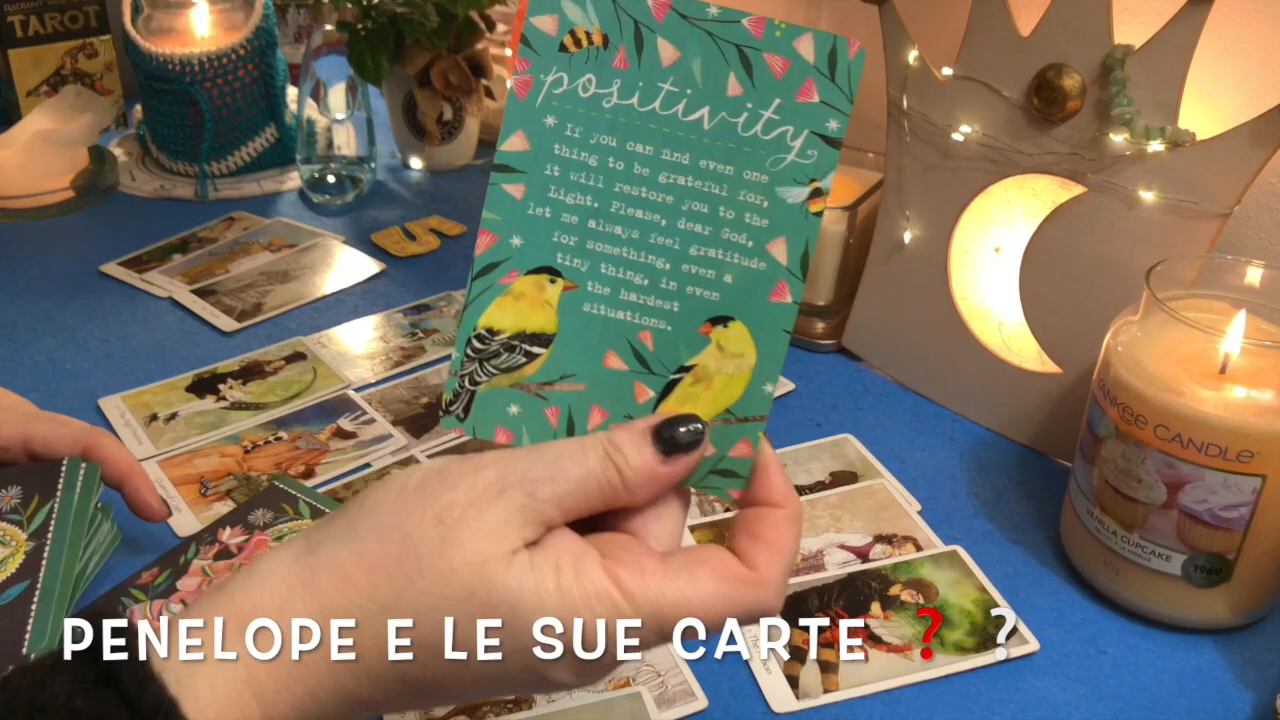 TAROT
positivity
If you can find even one
thing to be grateful for,
it will restore you to the
Light. Please, dear God,
let me always feel gratitude
for something, even a
tiny thing, in even
the hardest
situations.
YANKEE CANDLE
VANILLA CUPCAKE
1969
PENELOPE E LE SUE CARTE ❓ ❔